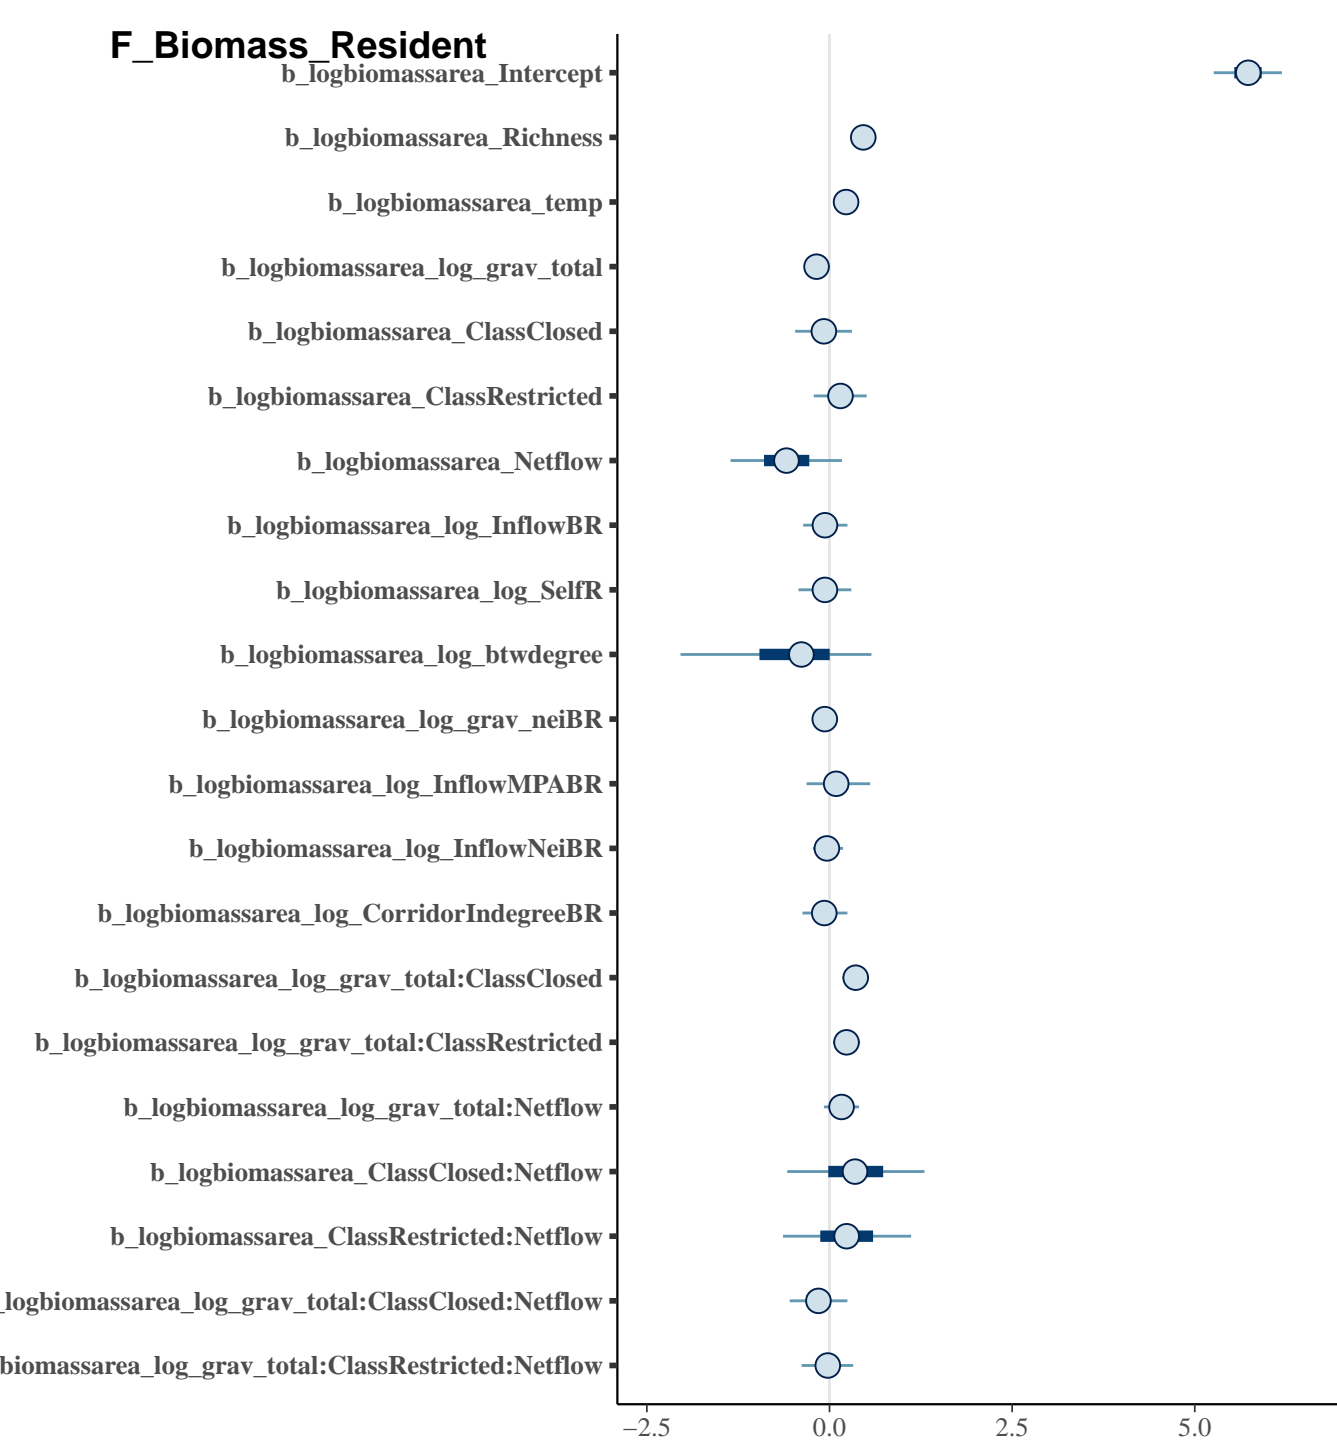 F_Biomass_Resident
b_logbiomassarea_Intercept
b_logbiomassarea_Richness
b_logbiomassarea_temp
b_logbiomassarea_log_grav_total
b_logbiomassarea_ClassClosed
b_logbiomassarea_ClassRestricted
b_logbiomassarea_Netflow
b_logbiomassarea_log_InflowBR
b_logbiomassarea_log_SelfR
b_logbiomassarea_log_btwdegree
b_logbiomassarea_log_grav_neiBR
b_logbiomassarea_log_InflowMPABR
b_logbiomassarea_log_InflowNeiBR
b_logbiomassarea_log_CorridorIndegreeBR
b_logbiomassarea_log_grav_total:ClassClosed
b_logbiomassarea_log_grav_total:ClassRestricted
b_logbiomassarea_log_grav_total:Netflow
b_logbiomassarea_ClassClosed:Netflow
b_logbiomassarea_ClassRestricted:Netflow
_logbiomassarea_log_grav_total:ClassClosed:Netflow
biomassarea_log_grav_total:ClassRestricted:Netflow
−2.5 0.0 2.5 5.0